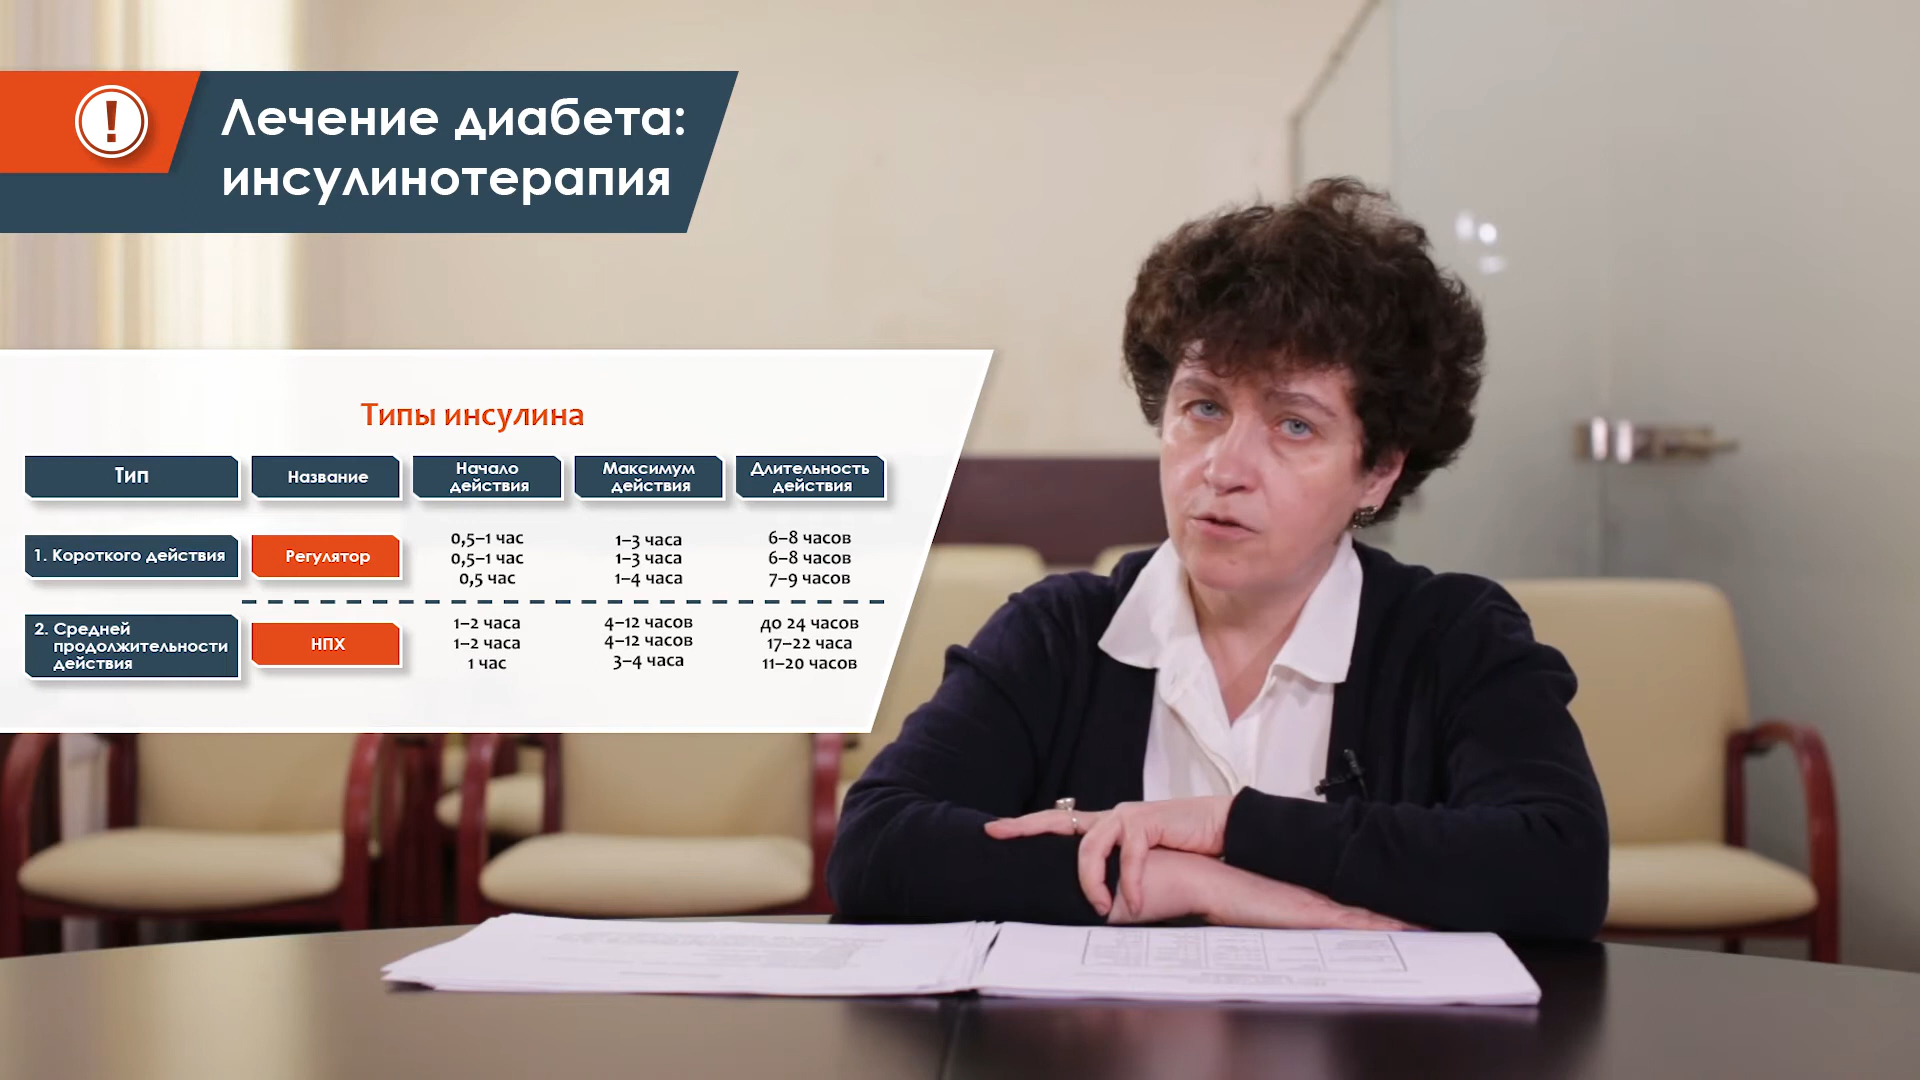 !
Лечение диабета:
инсулинотерапия
Типы инсулина
Тип
Название
Начало
действия
Максимум
действия
Длительность
действия
1. Короткого действия
Регулятор
0,5–1 час
0,5–1 час
0,5 час
1–3 часа
1–3 часа
1–4 часа
6–8 часов
6–8 часов
7–9 часов
2. Средней
продолжительности
действия
НПХ
1–2 часа
1–2 часа
1 час
4–12 часов
4–12 часов
3–4 часа
до 24 часов
17–22 часа
11–20 часов